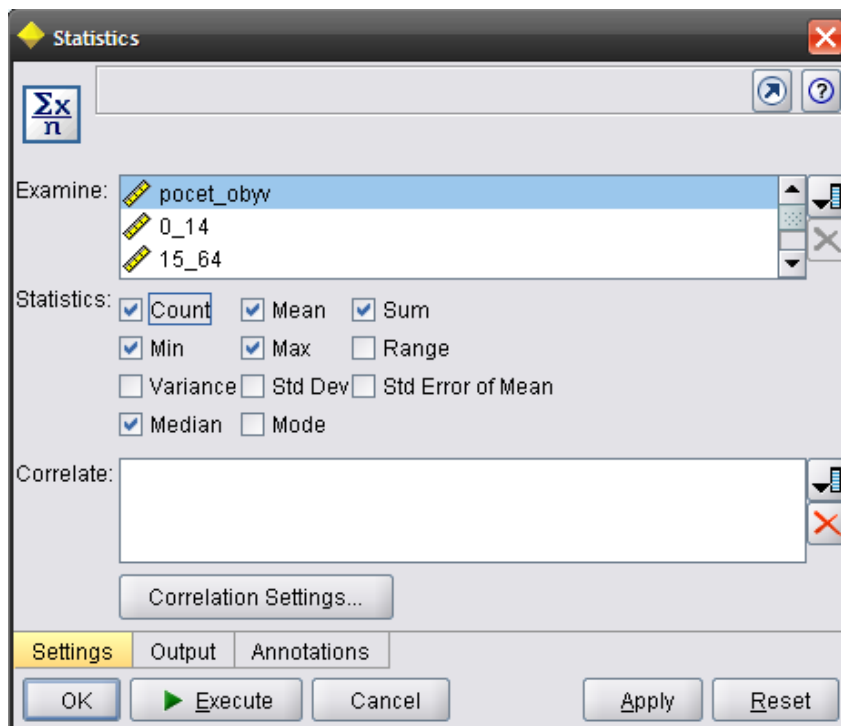 Statistics
Σx
n
Examine: pocet_obyv
0_14
15_64
Statistics: Count Mean Sum
Min Max Range
Variance Std Dev Std Error of Mean
Median Mode
Correlate:
Correlation Settings...
Settings Output Annotations
OK Execute Cancel Apply Reset